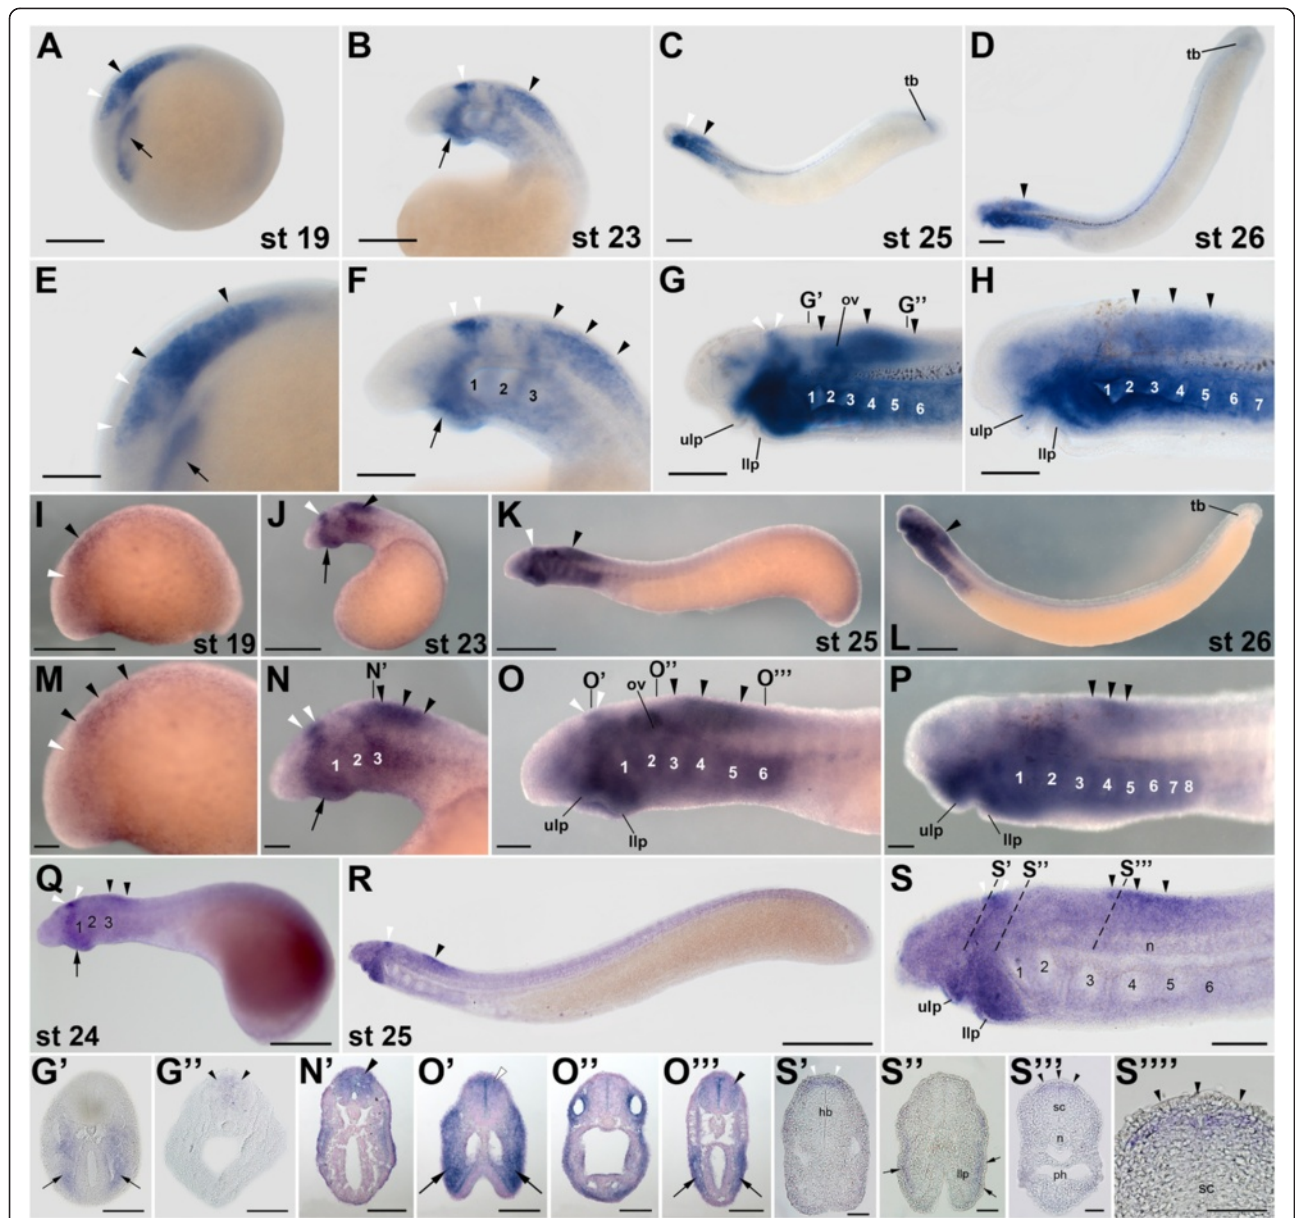 A
B
C
D
tb
tb
st 19
st 23
st 25
st 26
E
F
G
G’
ov
G’’
H
1 2 3
1 2 3 4 5 6
1 2 3 4 5 6 7
ulp
llp
ulp
llp
I
J
K
L
tb
st 19
st 23
st 25
st 26
M
N
N’
O
O’
ov
O’’
O’’’
P
1 2 3
1 2 3 4 5 6
1 2 3 4 5 6 7 8
ulp
llp
ulp
llp
Q
R
S
S’
S’’
S’’’
1 2 3
n
1 2 3 4 5 6
ulp
llp
st 24
st 25
G’
G’’
N’
O’
O’’
O’’’
S’
S’’
S’’’
S’’’’
hb
llp
sc
n
ph
sc